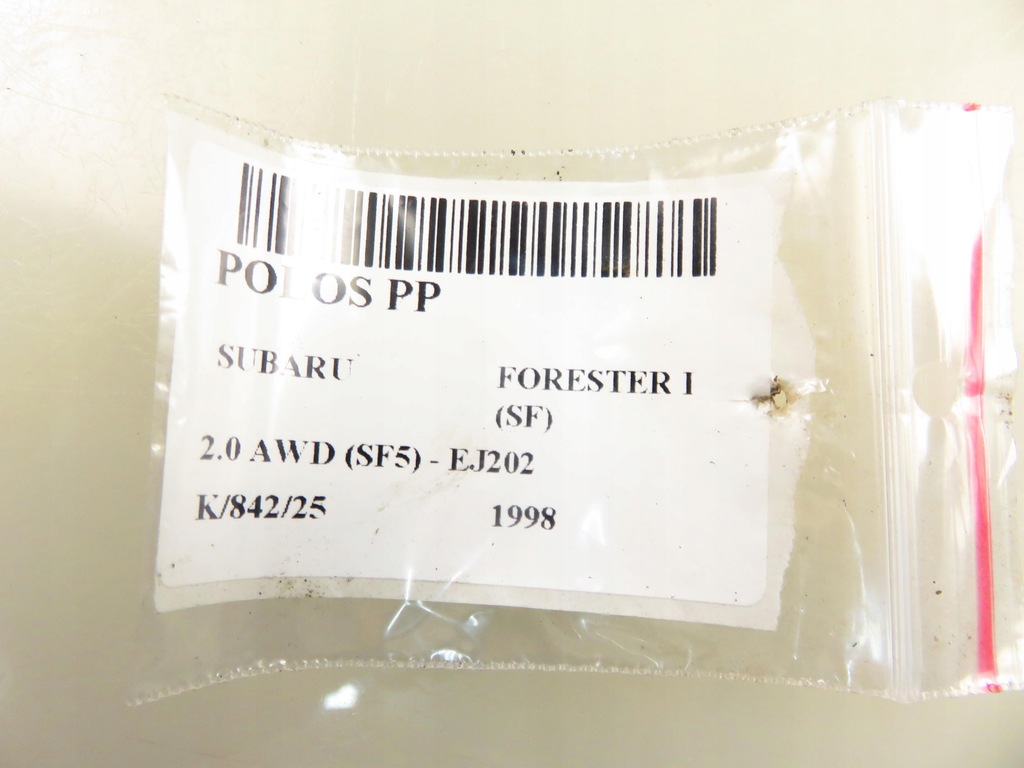 POLOS PP
SUBARU FORESTER I
(SF)
2.0 AWD (SF5) - EJ202
K/842/25 1998